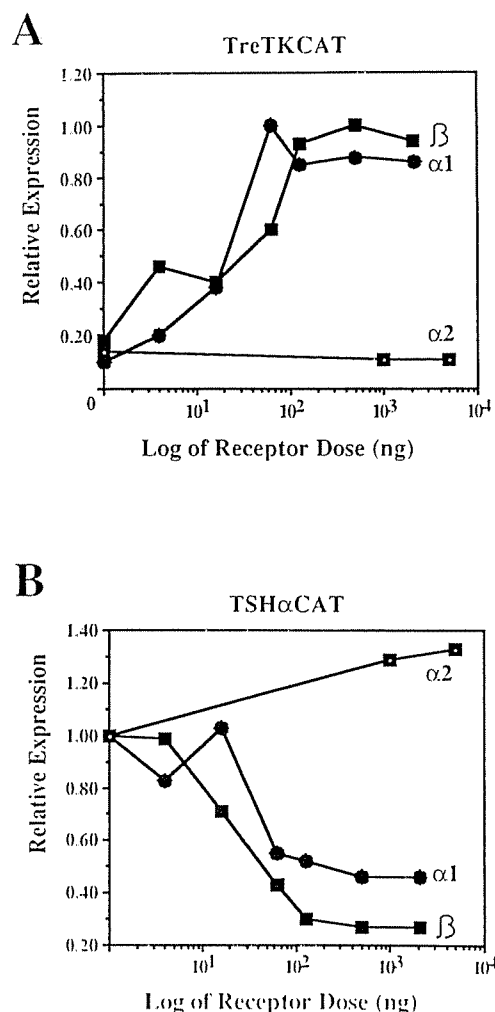 A
TreTKCAT
1.20
1.00
0.80
0.60
0.40
0.20
Relative Expression
β
α1
α2
0
10¹
10²
10³
10⁴
Log of Receptor Dose (ng)
B
TSHαCAT
1.40
1.20
1.00
0.80
0.60
0.40
0.20
Relative Expression
α2
α1
β
10¹
10²
10³
Log of Receptor Dose (ng)